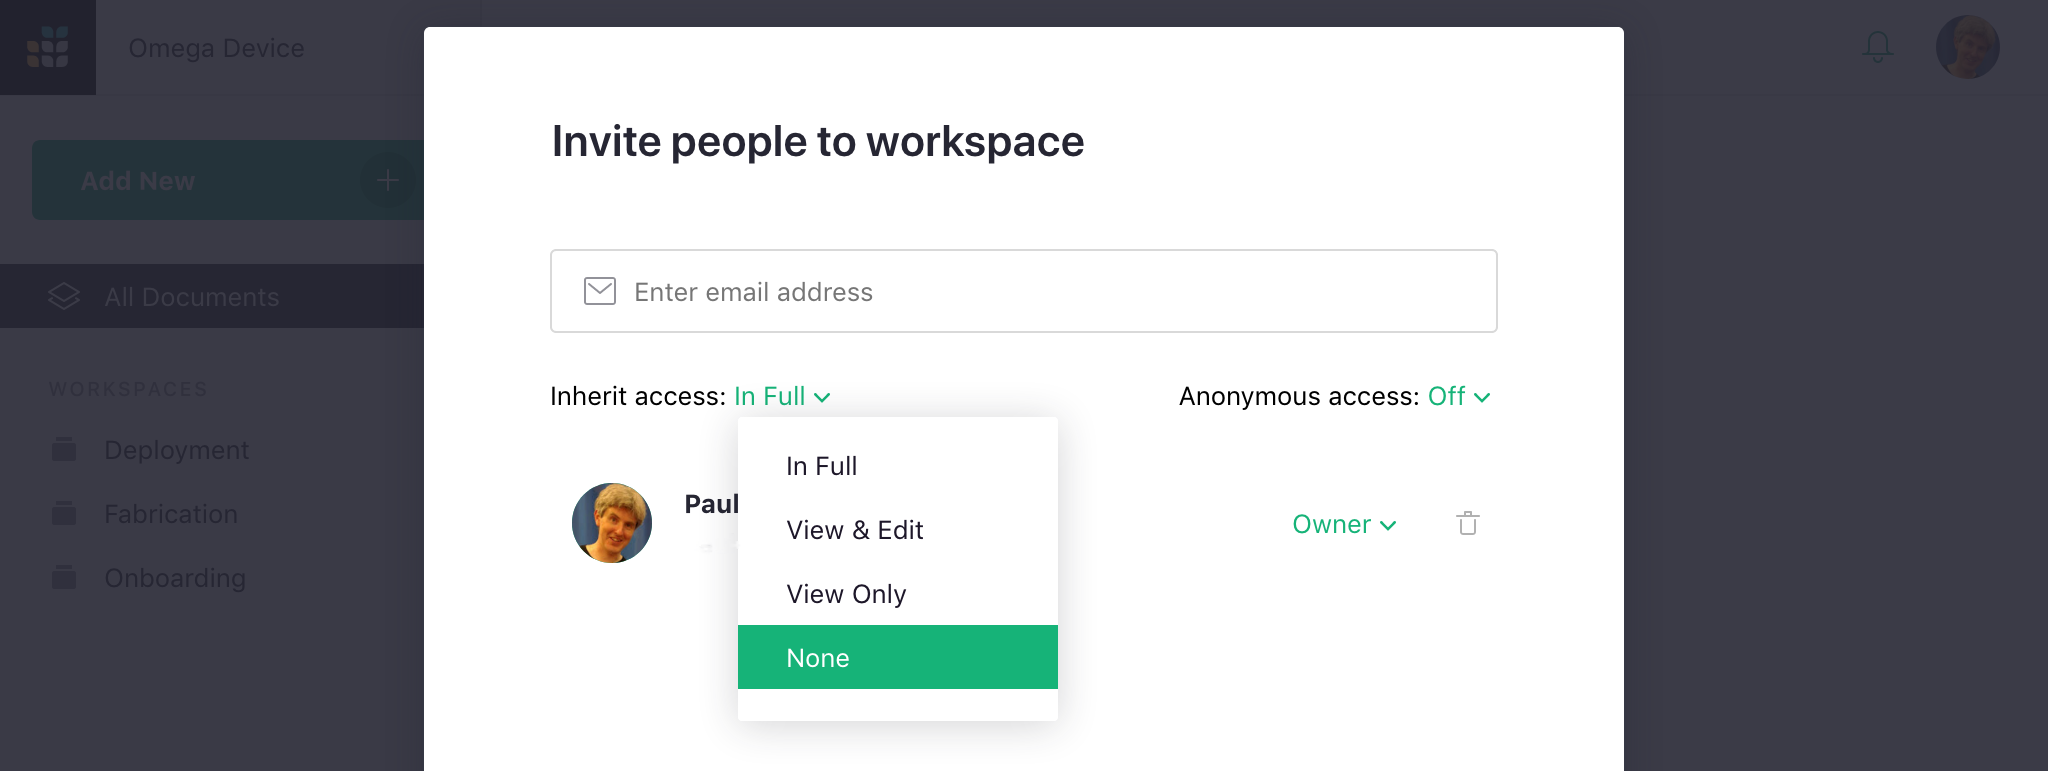 Omega Device
Add New
All Documents
WORKSPACES
Deployment
Fabrication
Onboarding
Invite people to workspace
Enter email address
Inherit access: In Full
Anonymous access: Off
In Full
View & Edit
View Only
None
Paul
Owner